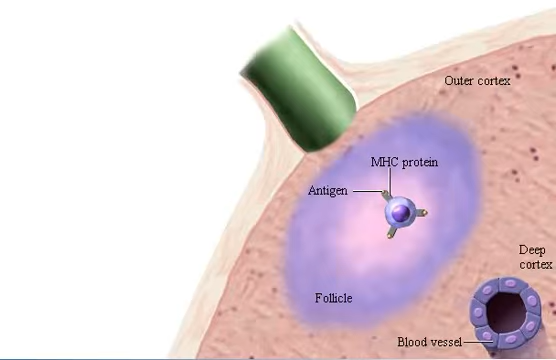 Outer cortex
MHC protein
Antigen
Deep
cortex
Follicle
Blood vessel